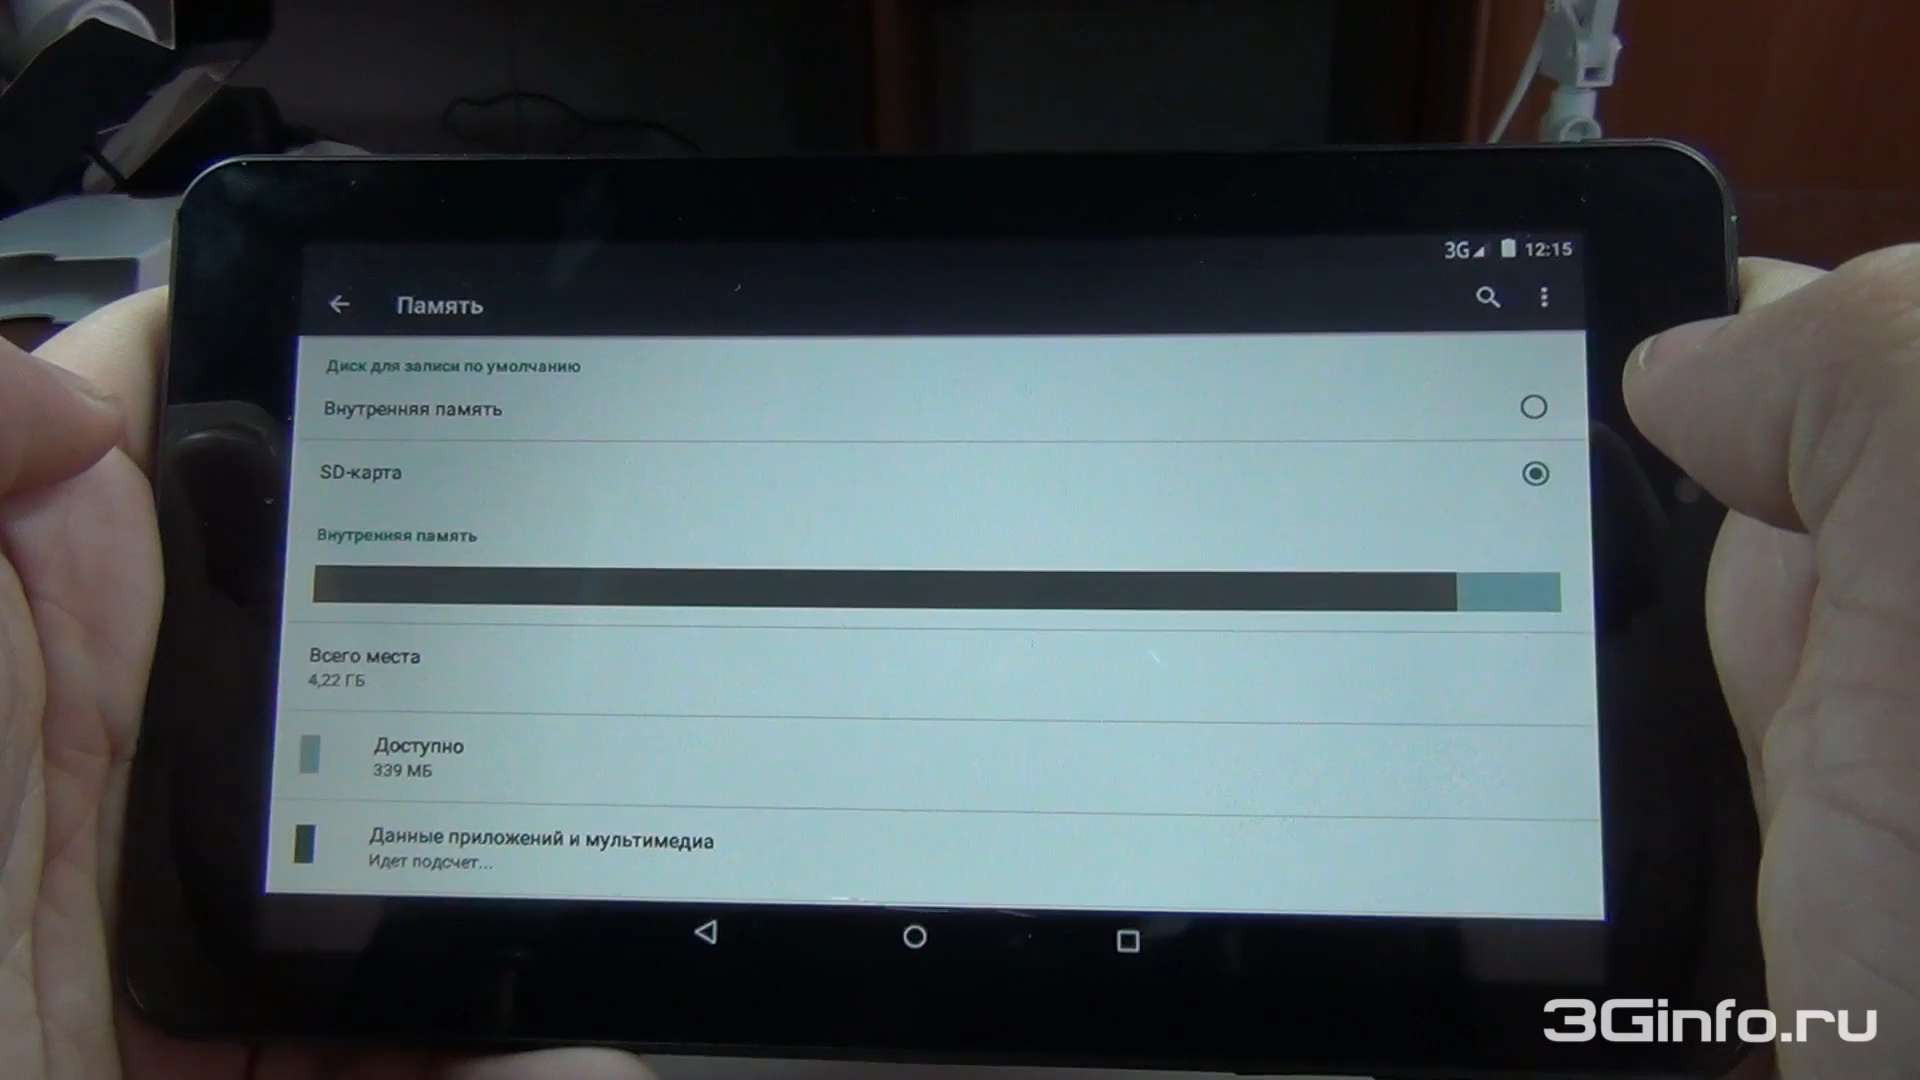 3G 12:15
Память
Диск для записи по умолчанию
Внутренняя память
SD-карта
Внутренняя память
Всего места
4,22 ГБ
Доступно
339 МБ
Данные приложений и мультимедиа
Идет подсчет...
3Ginfo.ru